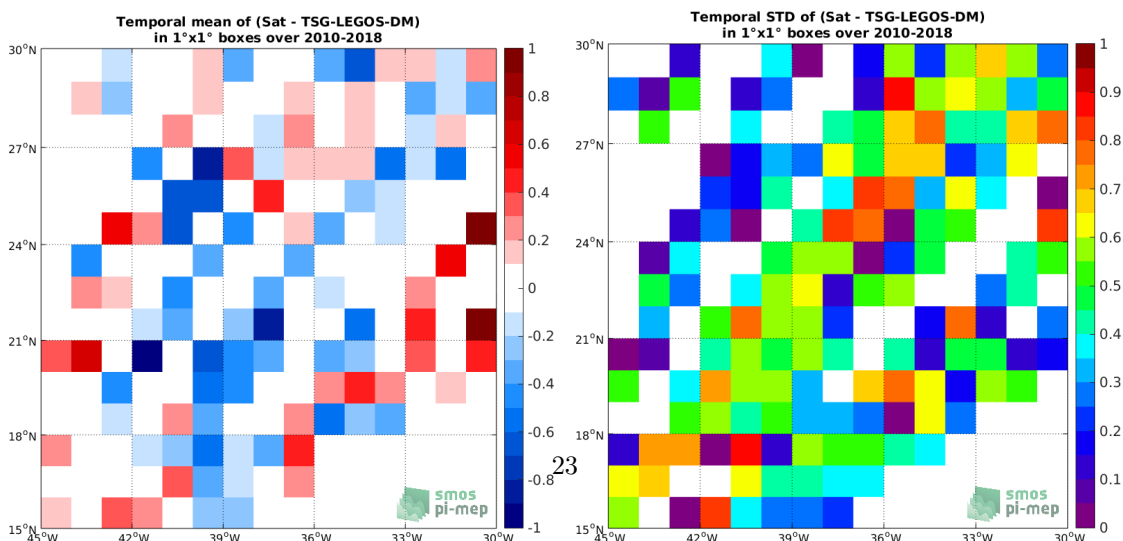 Temporal mean of (Sat - TSG-LEGOS-DM)
in 1°x1° boxes over 2010-2018
30°N
27°N
24°N
21°N
18°N
15°N
45°W
42°W
39°W
36°W
33°W
30°W
1
0.8
0.6
0.4
0.2
0
-0.2
-0.4
-0.6
-0.8
-1
smos
pi-mep
23
Temporal STD of (Sat - TSG-LEGOS-DM)
in 1°x1° boxes over 2010-2018
30°N
27°N
24°N
21°N
18°N
15°N
45°W
42°W
39°W
36°W
33°W
30°W
1
0.9
0.8
0.7
0.6
0.5
0.4
0.3
0.2
0.1
0
smos
pi-mep